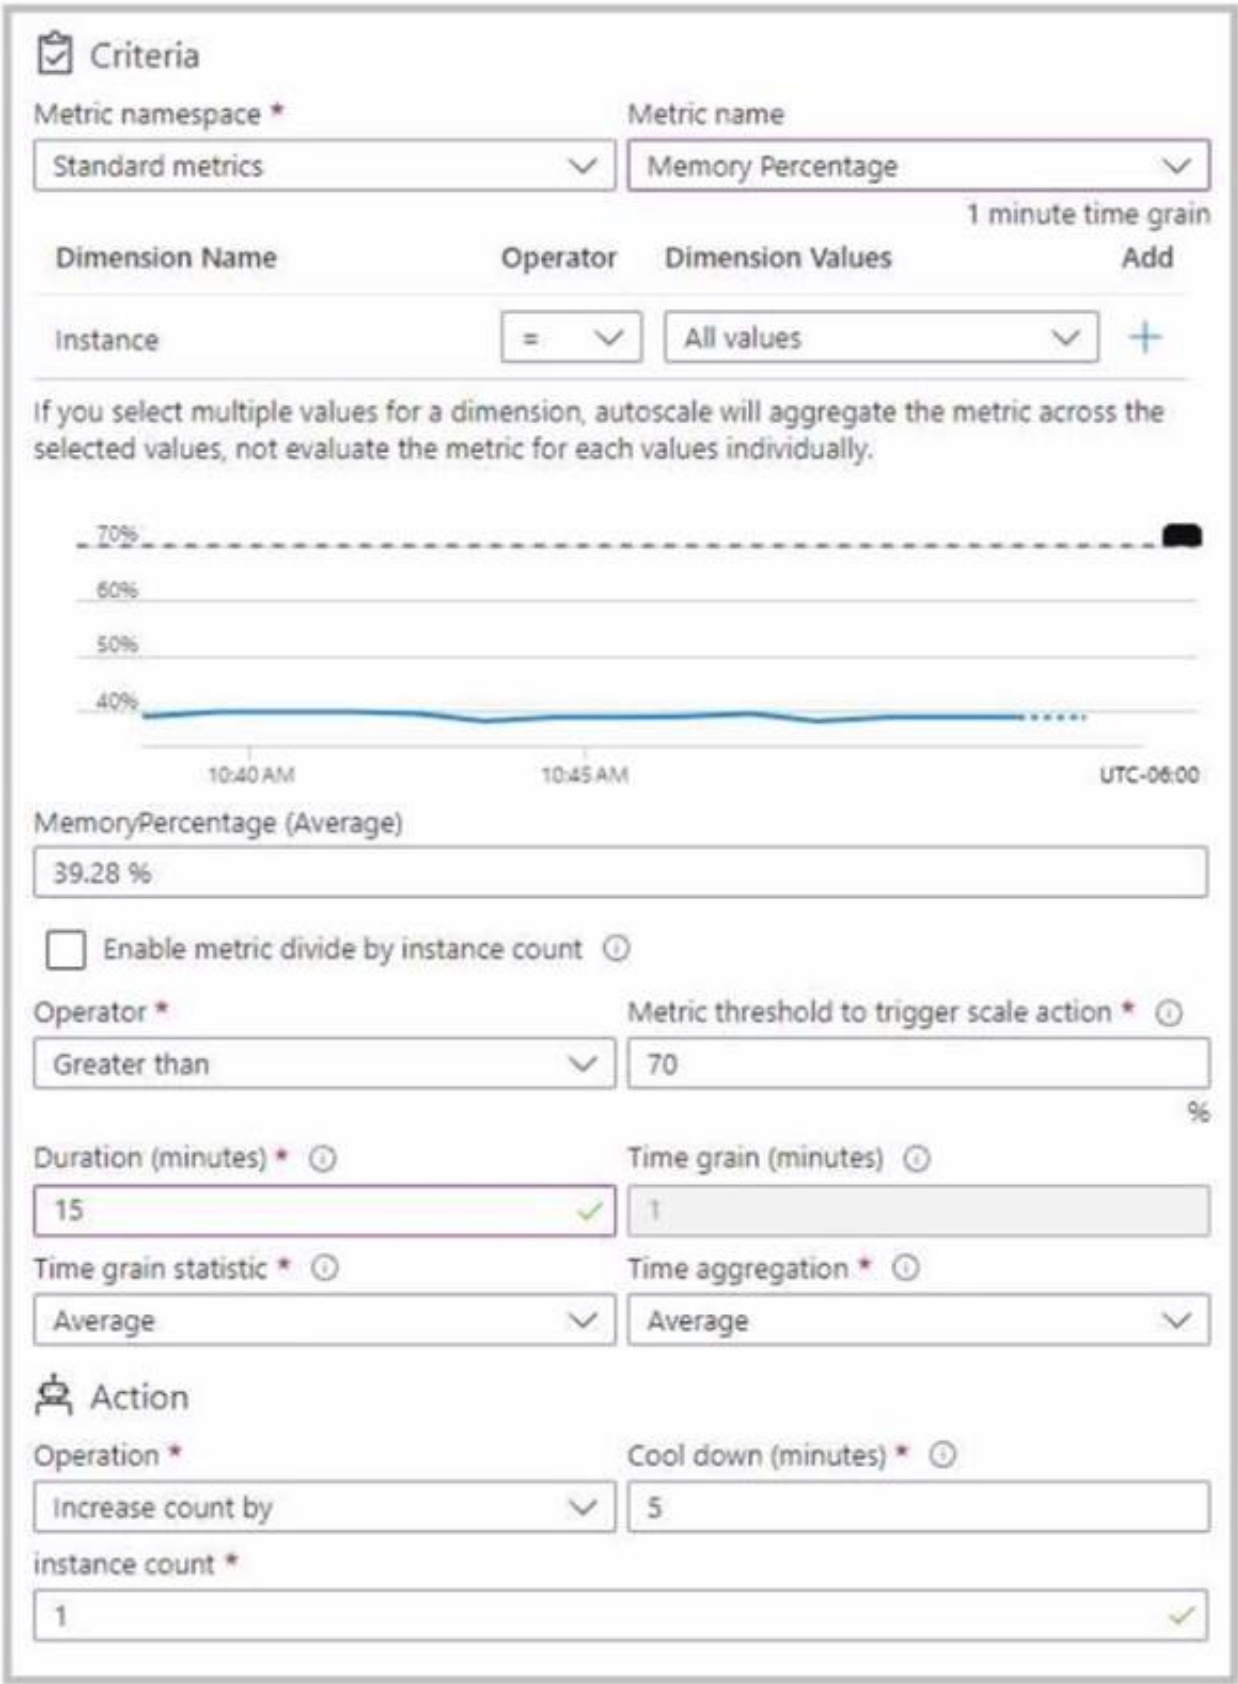 Criteria
Metric namespace * Metric name
Standard metrics Memory Percentage
1 minute time grain
Dimension Name Operator Dimension Values Add
Instance = All values +
If you select multiple values for a dimension, autoscale will aggregate the metric across the
selected values, not evaluate the metric for each values individually.
70%
60%
50%
40%
10:40 AM 10:45 AM UTC-06:00
MemoryPercentage (Average)
39.28 %
Enable metric divide by instance count
Operator * Metric threshold to trigger scale action *
Greater than 70
%
Duration (minutes) * Time grain (minutes)
15 1
Time grain statistic * Time aggregation *
Average Average
Action
Operation * Cool down (minutes) *
Increase count by 5
instance count *
1